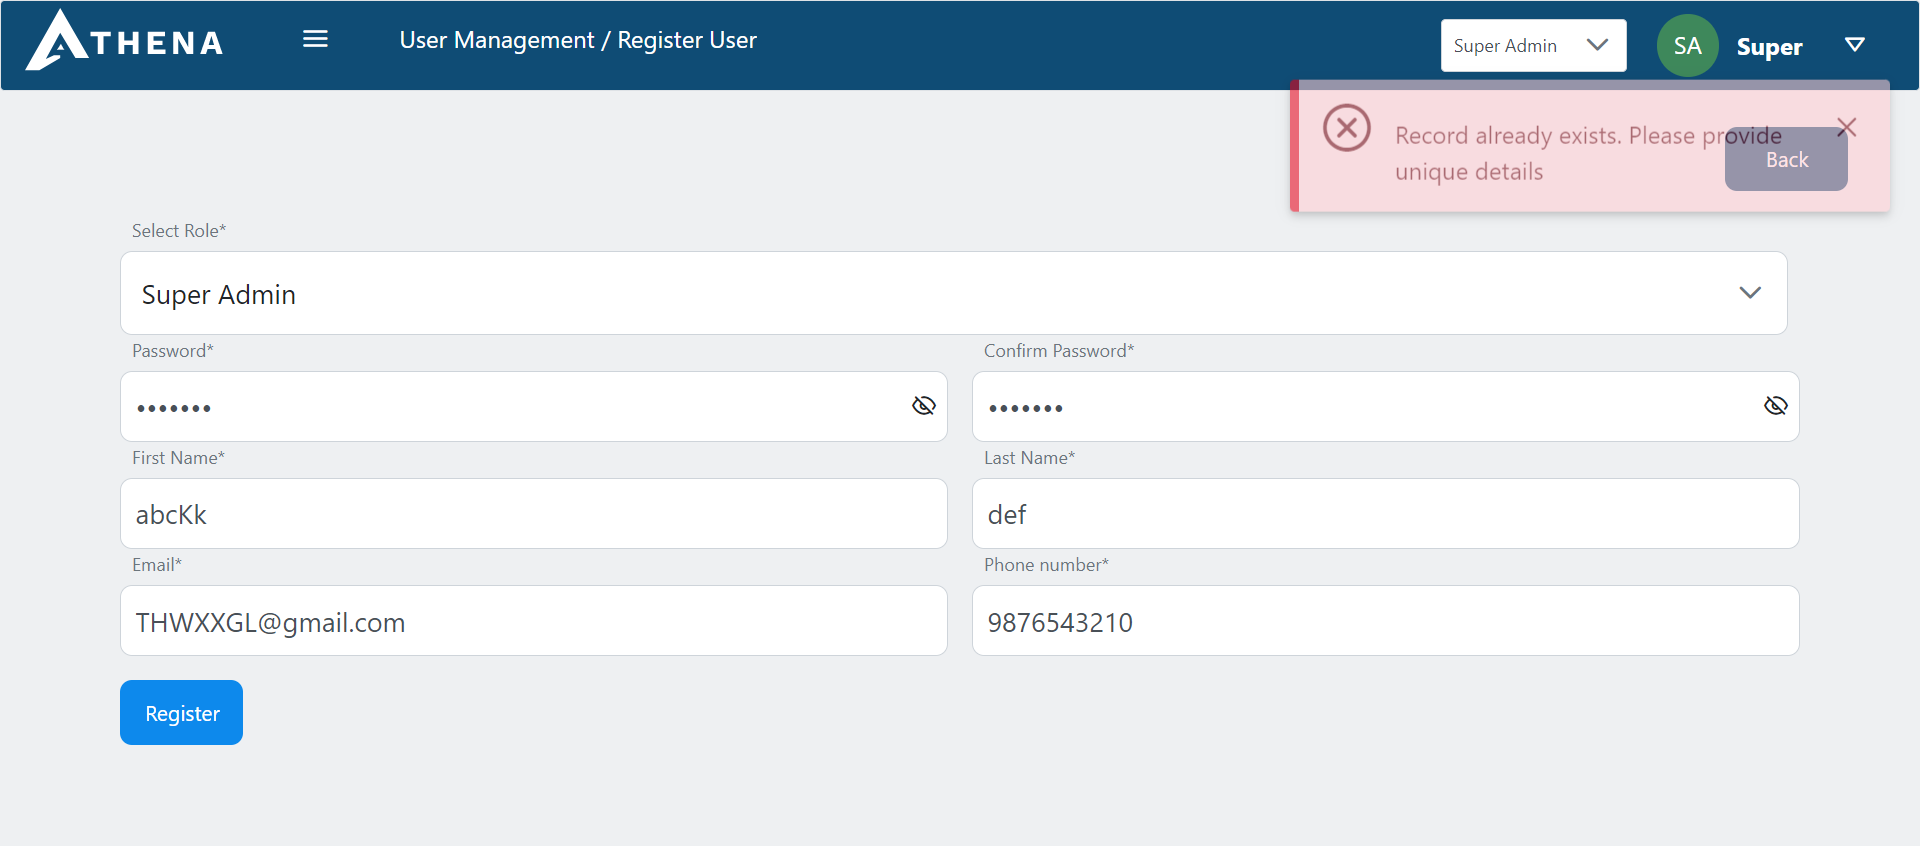 ATHENA
User Management / Register User
Super Admin
SA
Super
Record already exists. Please provide
unique details
Back
Select Role*
Super Admin
Password*
Confirm Password*
•••••••
•••••••
First Name*
Last Name*
abcKk
def
Email*
Phone number*
THWXXGL@gmail.com
9876543210
Register